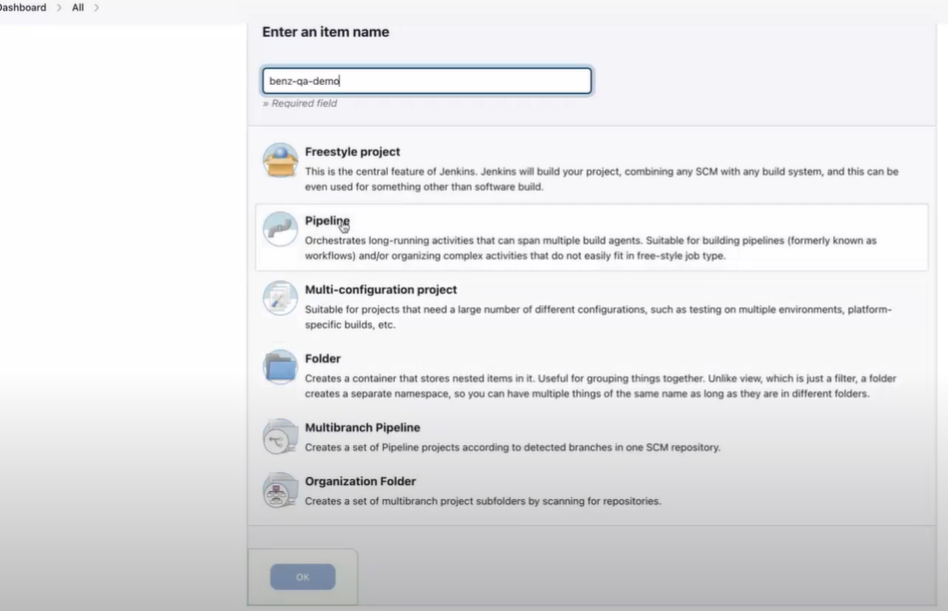 Dashboard > All >
Enter an item name
benz-qa-demo
» Required field
Freestyle project
This is the central feature of Jenkins. Jenkins will build your project, combining any SCM with any build system, and this can be
even used for something other than software build.
Pipeline
Orchestrates long-running activities that can span multiple build agents. Suitable for building pipelines (formerly known as
workflows) and/or organizing complex activities that do not easily fit in free-style job type.
Multi-configuration project
Suitable for projects that need a large number of different configurations, such as testing on multiple environments, platform-
specific builds, etc.
Folder
Creates a container that stores nested items in it. Useful for grouping things together. Unlike view, which is just a filter, a folder
creates a separate namespace, so you can have multiple things of the same name as long as they are in different folders.
Multibranch Pipeline
Creates a set of Pipeline projects according to detected branches in one SCM repository.
Organization Folder
Creates a set of multibranch project subfolders by scanning for repositories.
OK